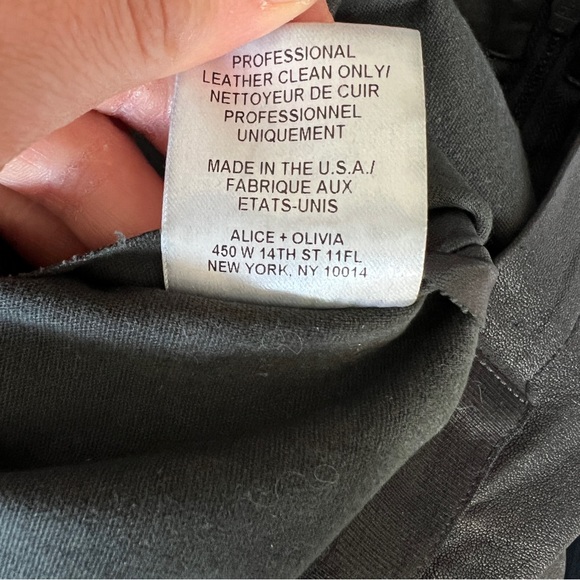 PROFESSIONAL
LEATHER CLEAN ONLY/
NETTOYEUR DE CUIR
PROFESSIONNEL
UNIQUEMENT
MADE IN THE U.S.A./
FABRIQUE AUX
ETATS-UNIS
ALICE + OLIVIA
450 W 14TH ST 11FL
NEW YORK, NY 10014